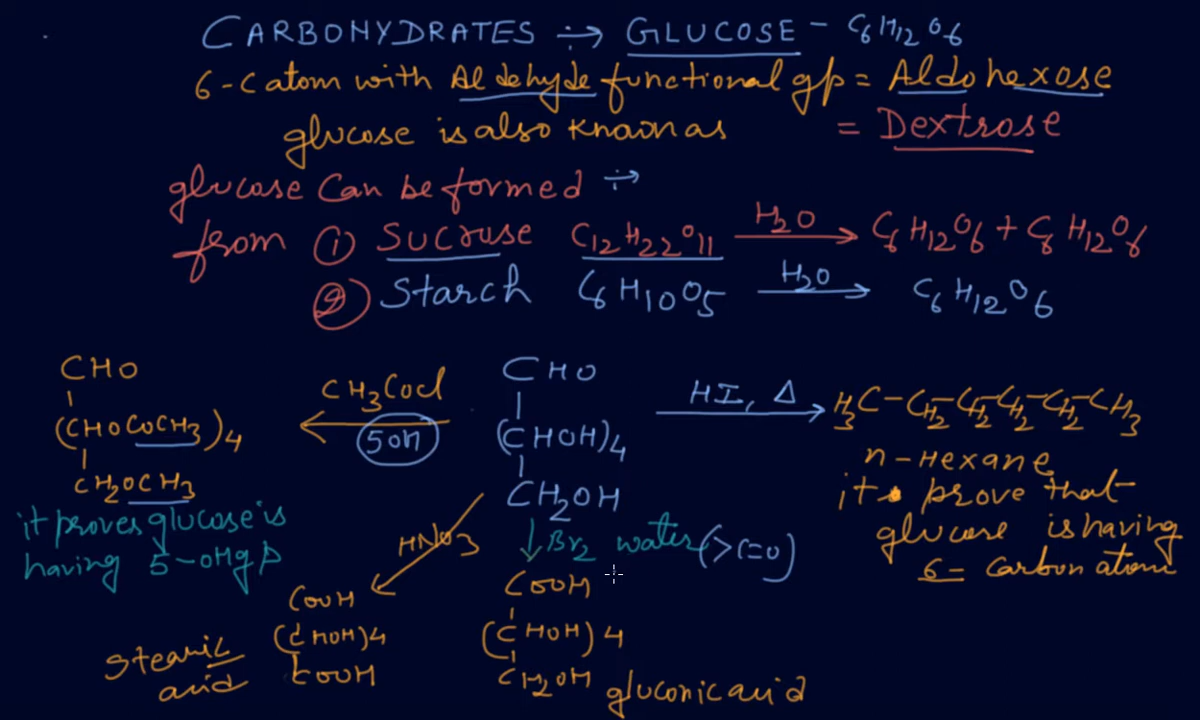 CARBOHYDRATES ÷→ GLUCOSE - C6H12O6
6-C atom with Aldehyde functional gp = Aldohexose
glucose is also known as = Dextrose
glucose can be formed ÷→
from ① Sucrose C12H22O11 H2O → C6H12O6 + C6H12O6
② Starch C6H10O5 H2O → C6H12O6
CHO
(CHOCOCH3)4
CH2OCH3
it proves glucose is
having 5-OH gp
← CH3COCl
5OH
CHO
(CHOH)4
CH2OH
HI, Δ →
H3C-CH2-CH2-CH2-CH2-CH3
n-Hexane
it prove that
glucose is having
6- carbon atom
HNO3
COOH
(CHOH)4
COOH
stearic
acid
↓ Br2 water (>C=O)
COOH
(CHOH)4
CH2OH gluconic acid